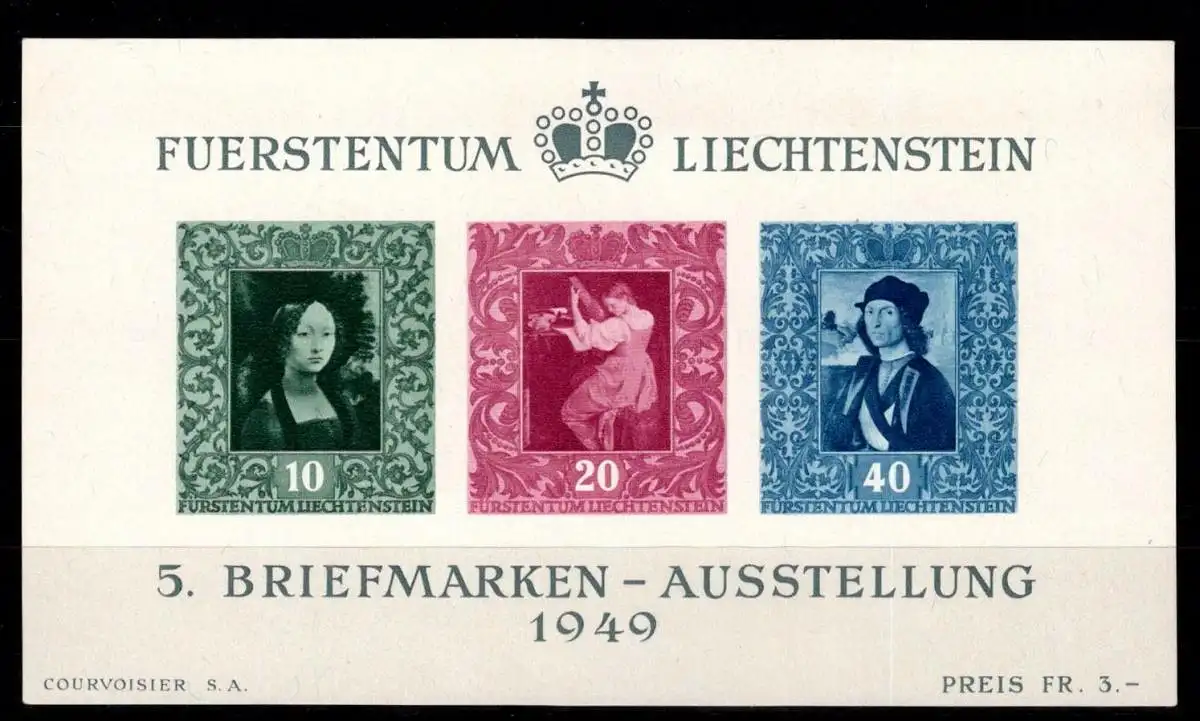 FUERSTENTUM LIECHTENSTEIN
10 20 40
FÜRSTENTUM LIECHTENSTEIN FÜRSTENTUM LIECHTENSTEIN FÜRSTENTUM LIECHTENSTEIN
5. BRIEFMARKEN – AUSSTELLUNG
1949
COURVOISIER S.A. PREIS FR. 3.–